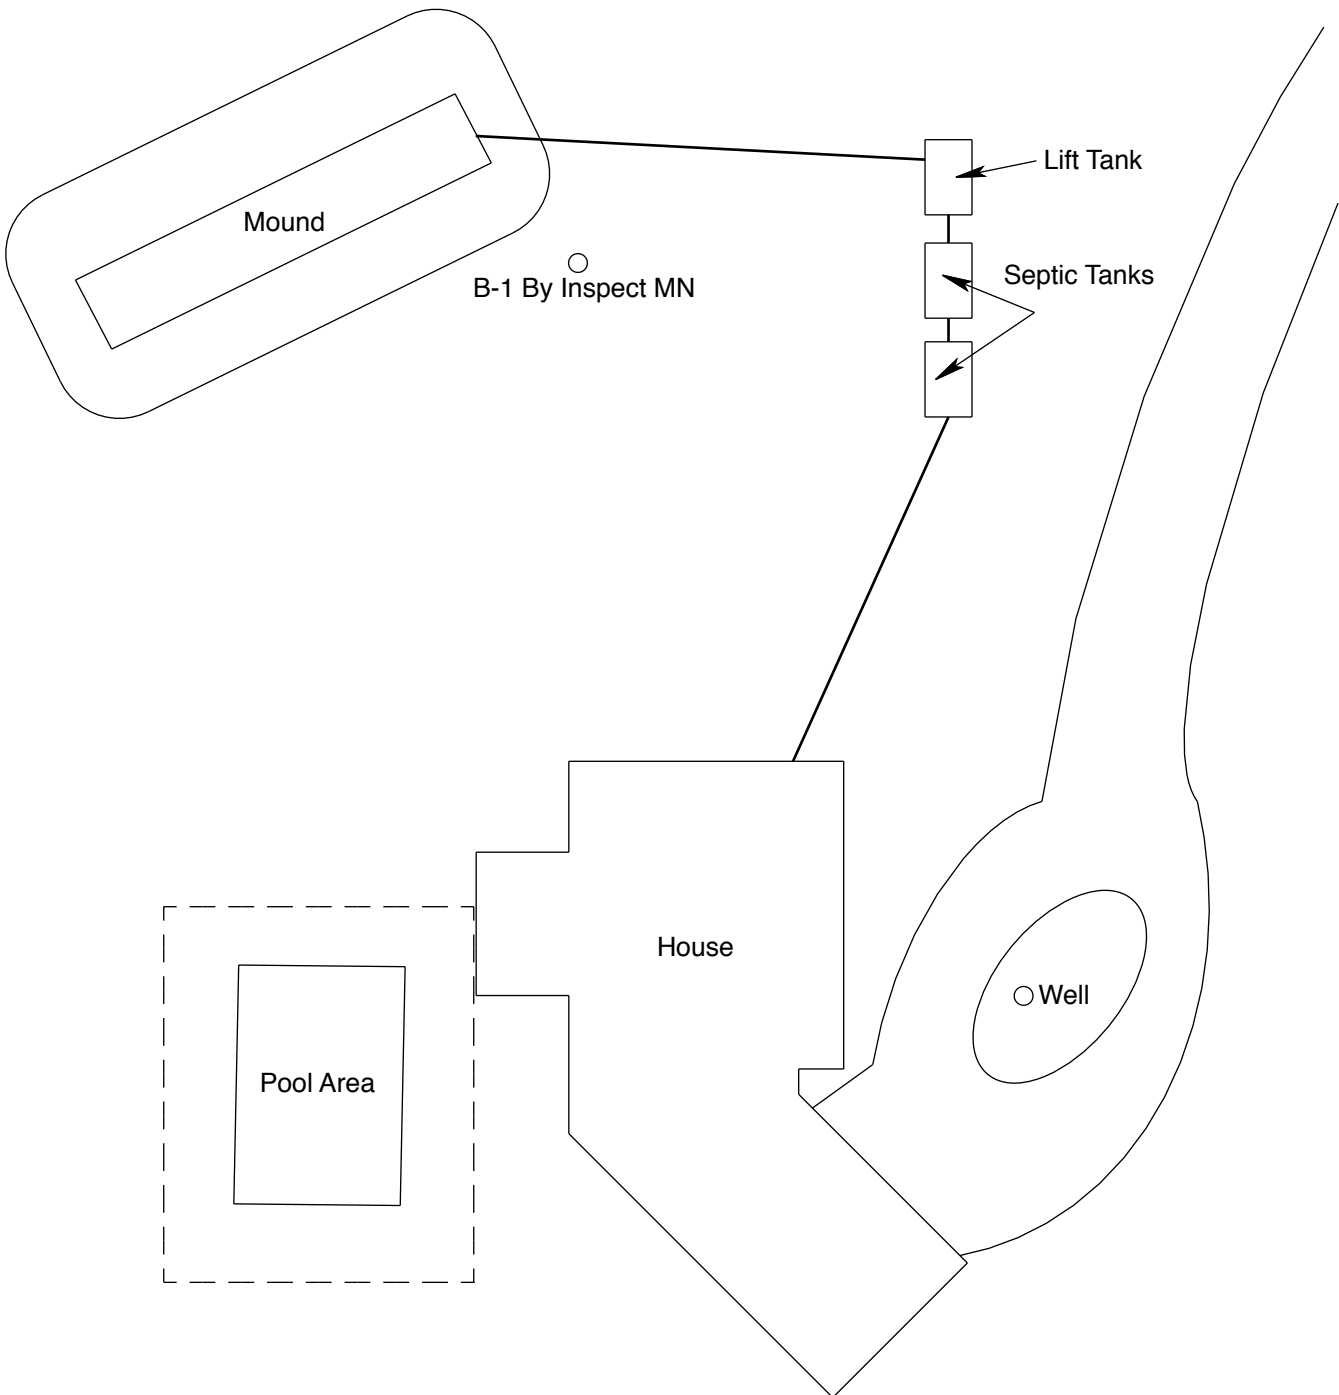 Lift Tank
Mound
Septic Tanks
B-1 By Inspect MN
House
Well
Pool Area